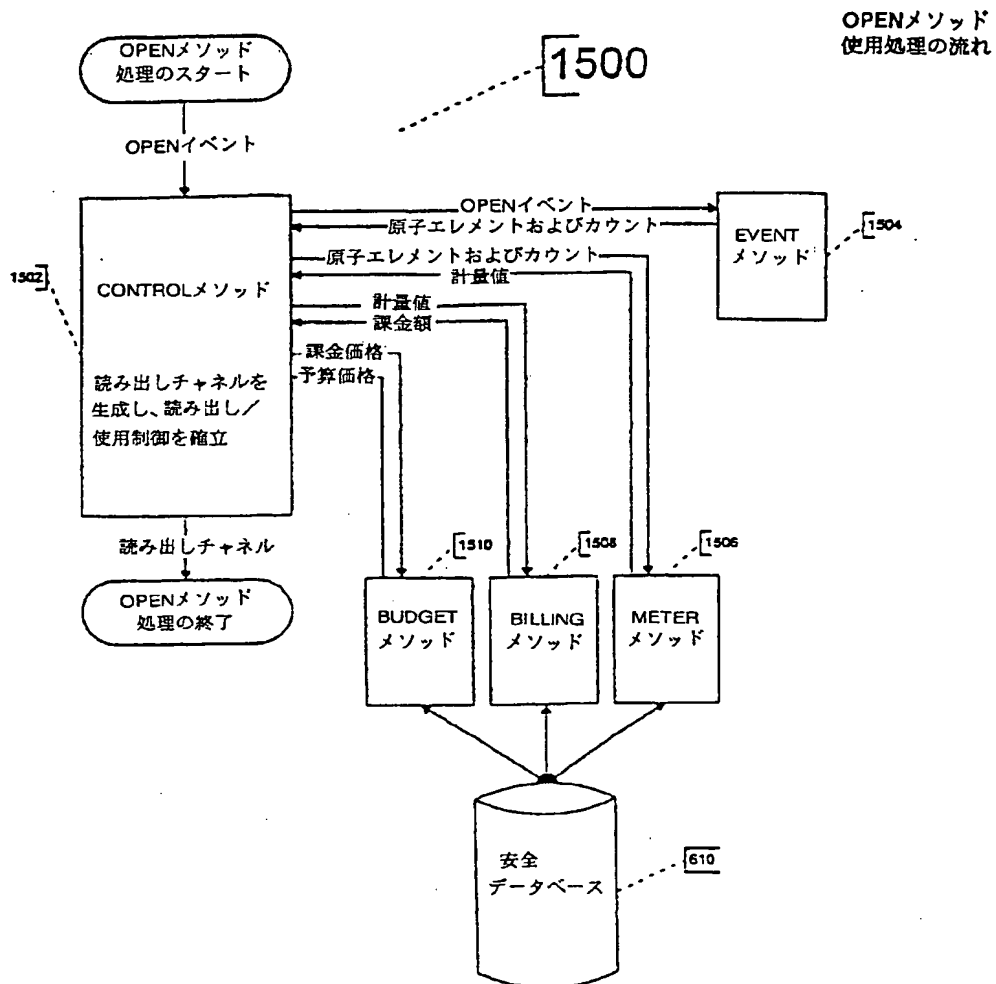 OPENメソッド
使用処理の流れ
OPENメソッド
処理のスタート
1500
OPENイベント
OPENイベント
原子エレメントおよびカウント
EVENT
メソッド
1504
1502
CONTROLメソッド
原子エレメントおよびカウント
計量値
計量値
課金額
課金価格
予算価格
読み出しチャネルを
生成し、読み出し／
使用制御を確立
読み出しチャネル
OPENメソッド
処理の終了
1510
1508
1506
BUDGET
メソッド
BILLING
メソッド
METER
メソッド
安全
データベース
610